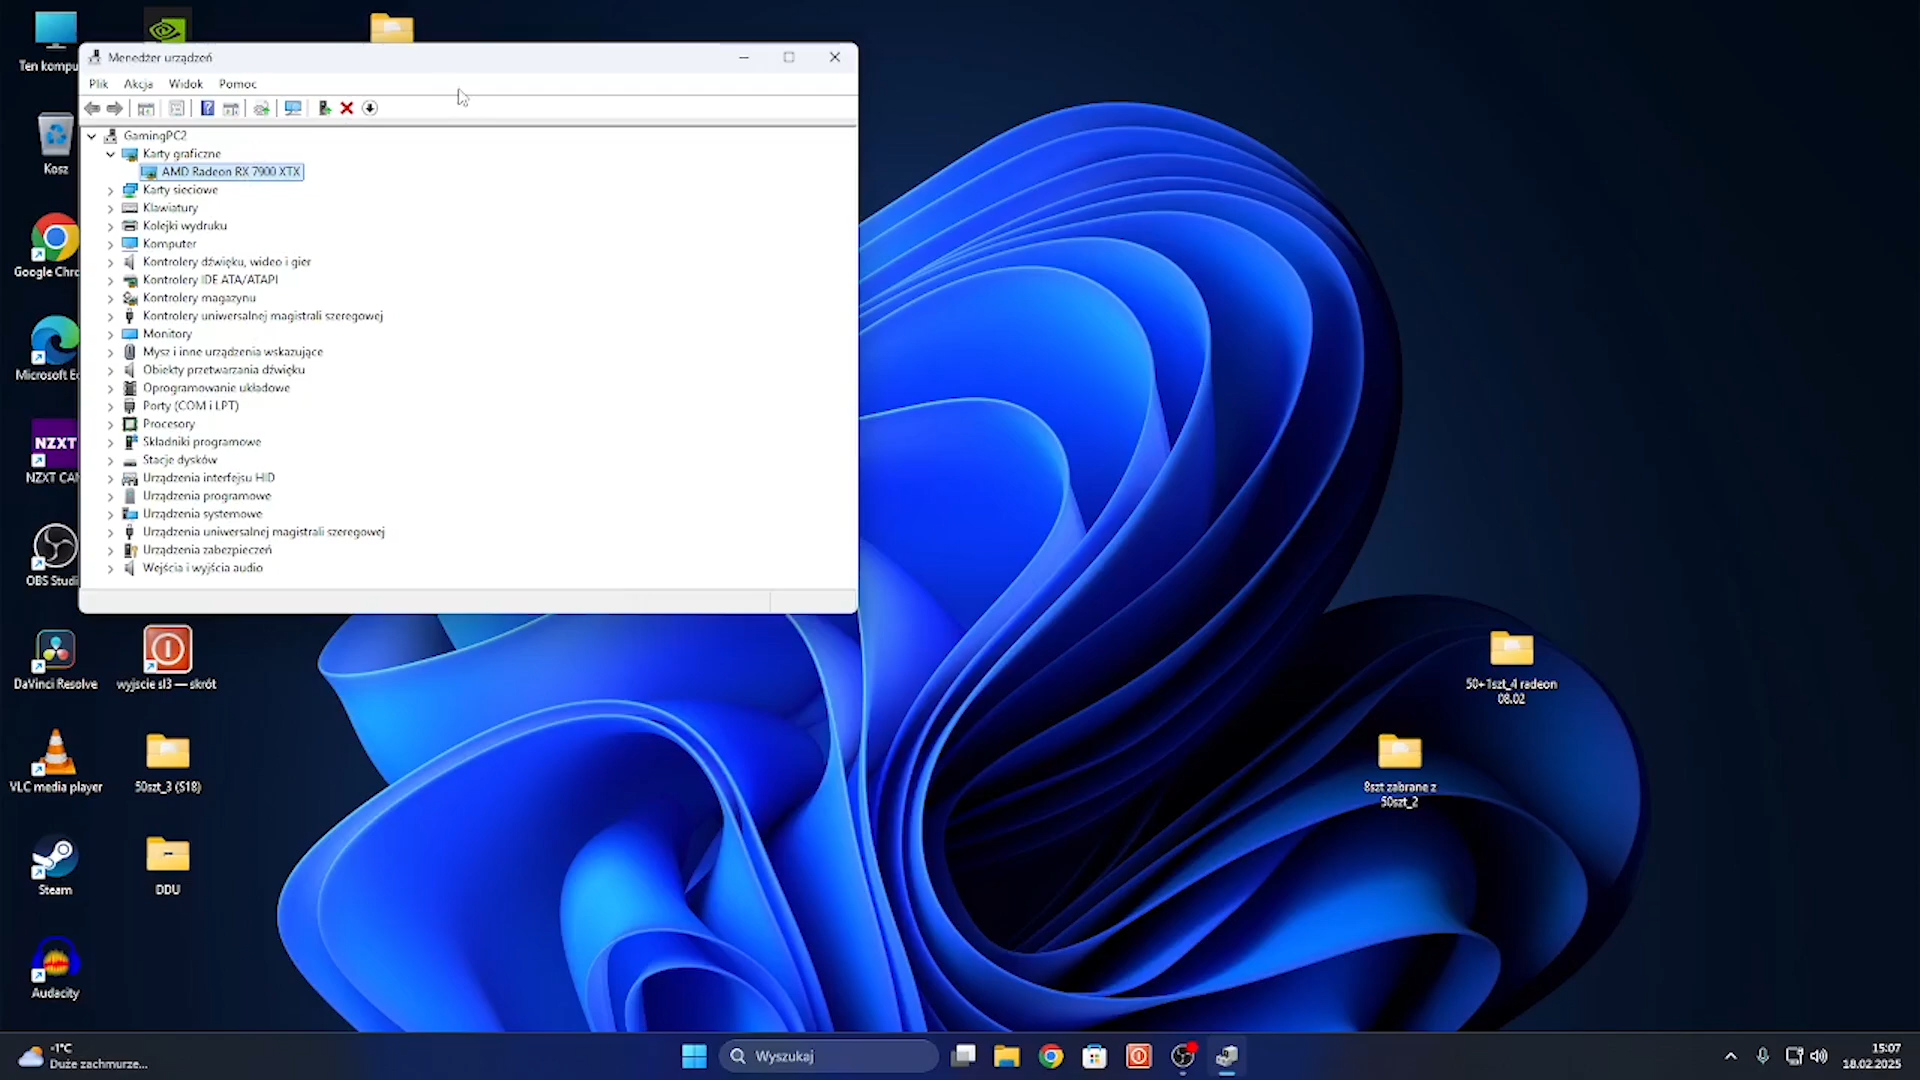 Ten kompu
Menedżer urządzeń
Plik Akcja Widok Pomoc
GamingPC2
Karty graficzne
AMD Radeon RX 7900 XTX
Karty sieciowe
Klawiatury
Kolejki wydruku
Komputer
Kontrolery dźwięku, wideo i gier
Kontrolery IDE ATA/ATAPI
Kontrolery magazynu
Kontrolery uniwersalnej magistrali szeregowej
Monitory
Mysz i inne urządzenia wskazujące
Obiekty przetwarzania dźwięku
Oprogramowanie układowe
Porty (COM i LPT)
Procesory
Składniki programowe
Stacje dysków
Urządzenia interfejsu HID
Urządzenia programowe
Urządzenia systemowe
Urządzenia uniwersalnej magistrali szeregowej
Urządzenia zabezpieczeń
Wejścia i wyjścia audio
Kosz
Google Chro
Microsoft Ed
NZXT
NZXT CAM
OBS Studi
DaVinci Resolve
wyjscie sl3 — skrót
VLC media player
50szt_3 (S18)
Steam
DDU
Audacity
50+1szt_4 radeon
08.02
8szt zabrane z
50szt_2
-1°C
Duże zachmurze...
Wyszukaj
15:07
18.02.2025